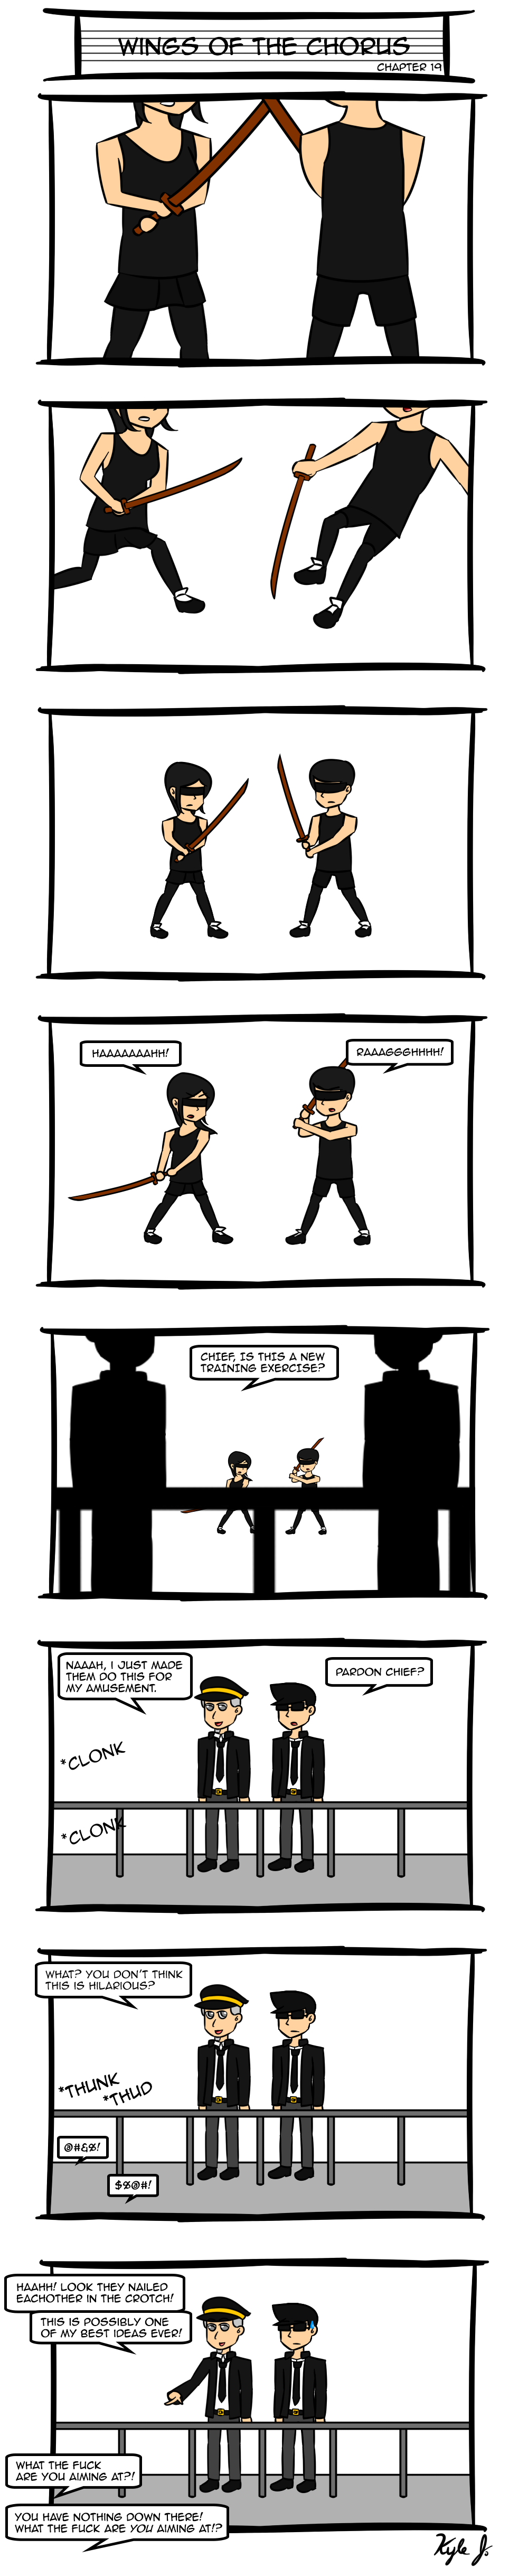 WINGS OF THE CHORUS
CHAPTER 19
HAAAAAAAHH!
RAAAGGGHHHH!
CHIEF, IS THIS A NEW
TRAINING EXERCISE?
NAAAH, I JUST MADE
THEM DO THIS FOR
MY AMUSEMENT.
PARDON CHIEF?
*CLONK
*CLONK
WHAT? YOU DON'T THINK
THIS IS HILARIOUS?
*THUNK
*THUD
@#&$!
$%@#!
HAAHH! LOOK THEY NAILED
EACHOTHER IN THE CROTCH!
THIS IS POSSIBLY ONE
OF MY BEST IDEAS EVER!
WHAT THE FUCK
ARE YOU AIMING AT?!
YOU HAVE NOTHING DOWN THERE!
WHAT THE FUCK ARE YOU AIMING AT!?
Kyle J.